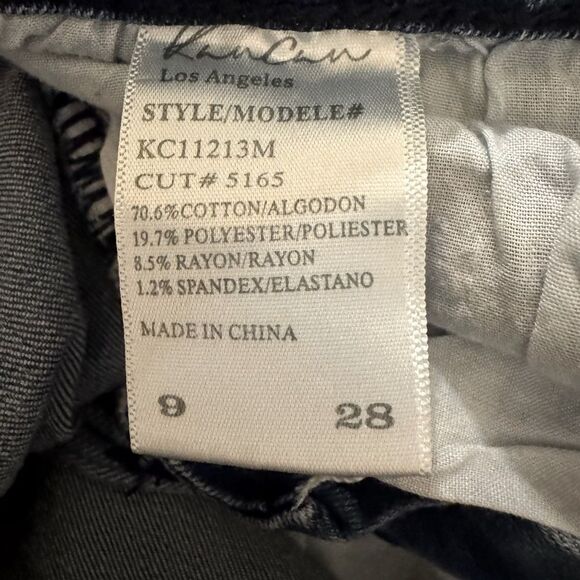 KanCan
Los Angeles
STYLE/MODELE#
KC11213M
CUT# 5165
70.6%COTTON/ALGODON
19.7% POLYESTER/POLIESTER
8.5% RAYON/RAYON
1.2% SPANDEX/ELASTANO
MADE IN CHINA
9 28